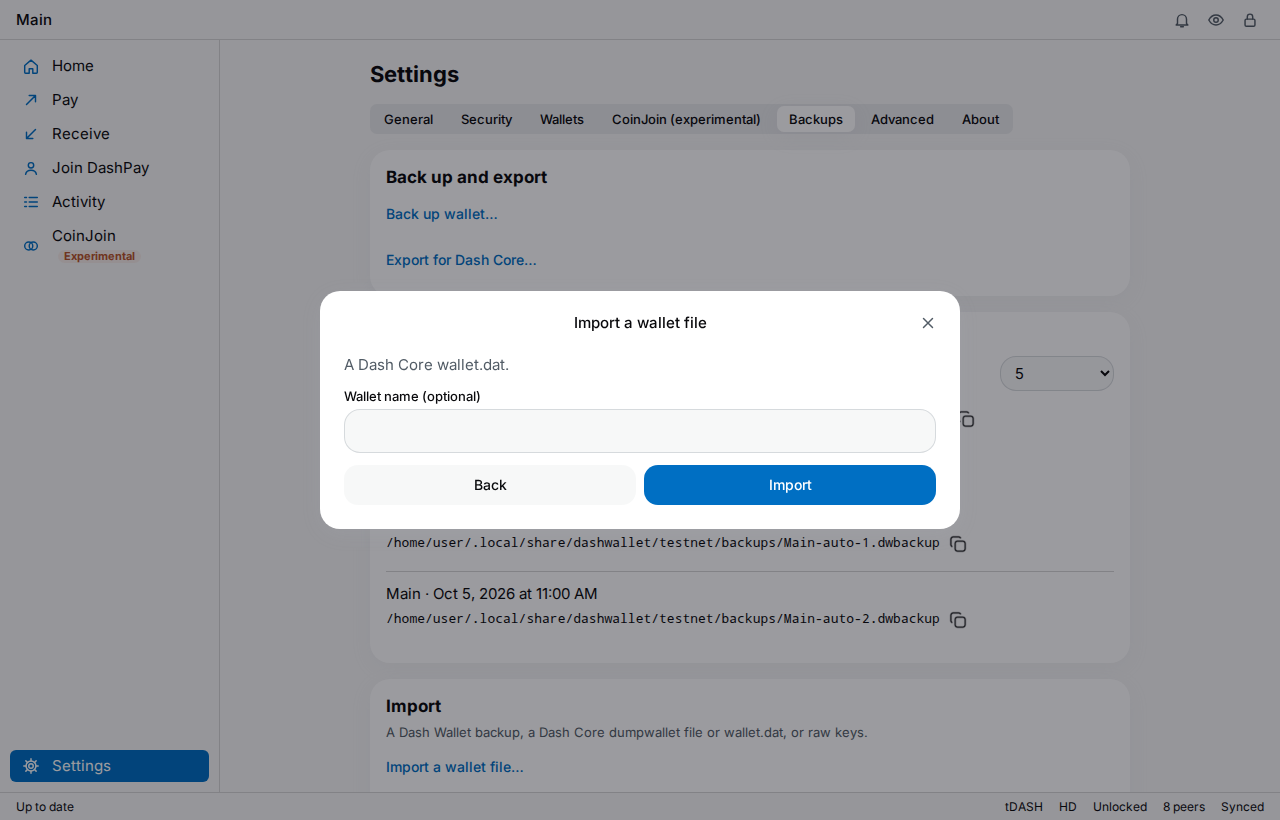 Main
Home
Pay
Receive
Join DashPay
Activity
CoinJoin
Experimental
Settings
Settings
General Security Wallets CoinJoin (experimental) Backups Advanced About
Back up and export
Back up wallet...
Export for Dash Core...
Import a wallet file
A Dash Core wallet.dat.
Wallet name (optional)
Back Import
5
/home/user/.local/share/dashwallet/testnet/backups/Main-auto-1.dwbackup
Main · Oct 5, 2026 at 11:00 AM
/home/user/.local/share/dashwallet/testnet/backups/Main-auto-2.dwbackup
Import
A Dash Wallet backup, a Dash Core dumpwallet file or wallet.dat, or raw keys.
Import a wallet file...
Up to date tDASH HD Unlocked 8 peers Synced